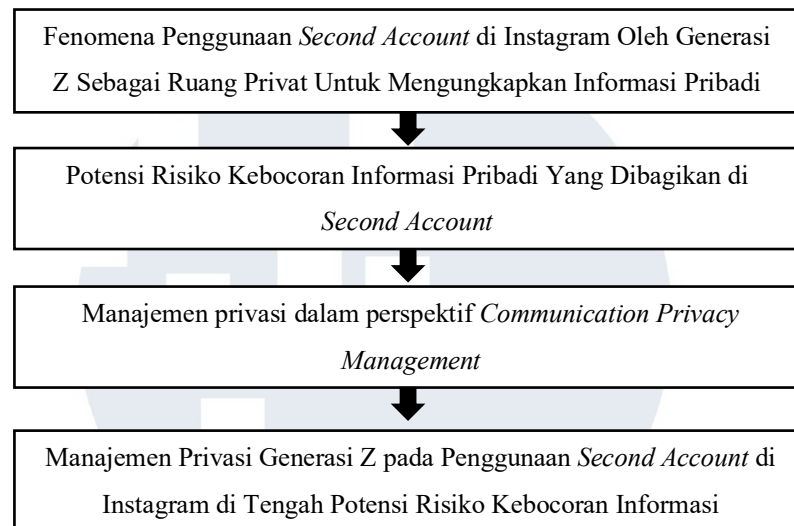 Fenomena Penggunaan Second Account di Instagram Oleh Generasi
Z Sebagai Ruang Privat Untuk Mengungkapkan Informasi Pribadi
Potensi Risiko Kebocoran Informasi Pribadi Yang Dibagikan di
Second Account
Manajemen privasi dalam perspektif Communication Privacy
Management
Manajemen Privasi Generasi Z pada Penggunaan Second Account di
Instagram di Tengah Potensi Risiko Kebocoran Informasi